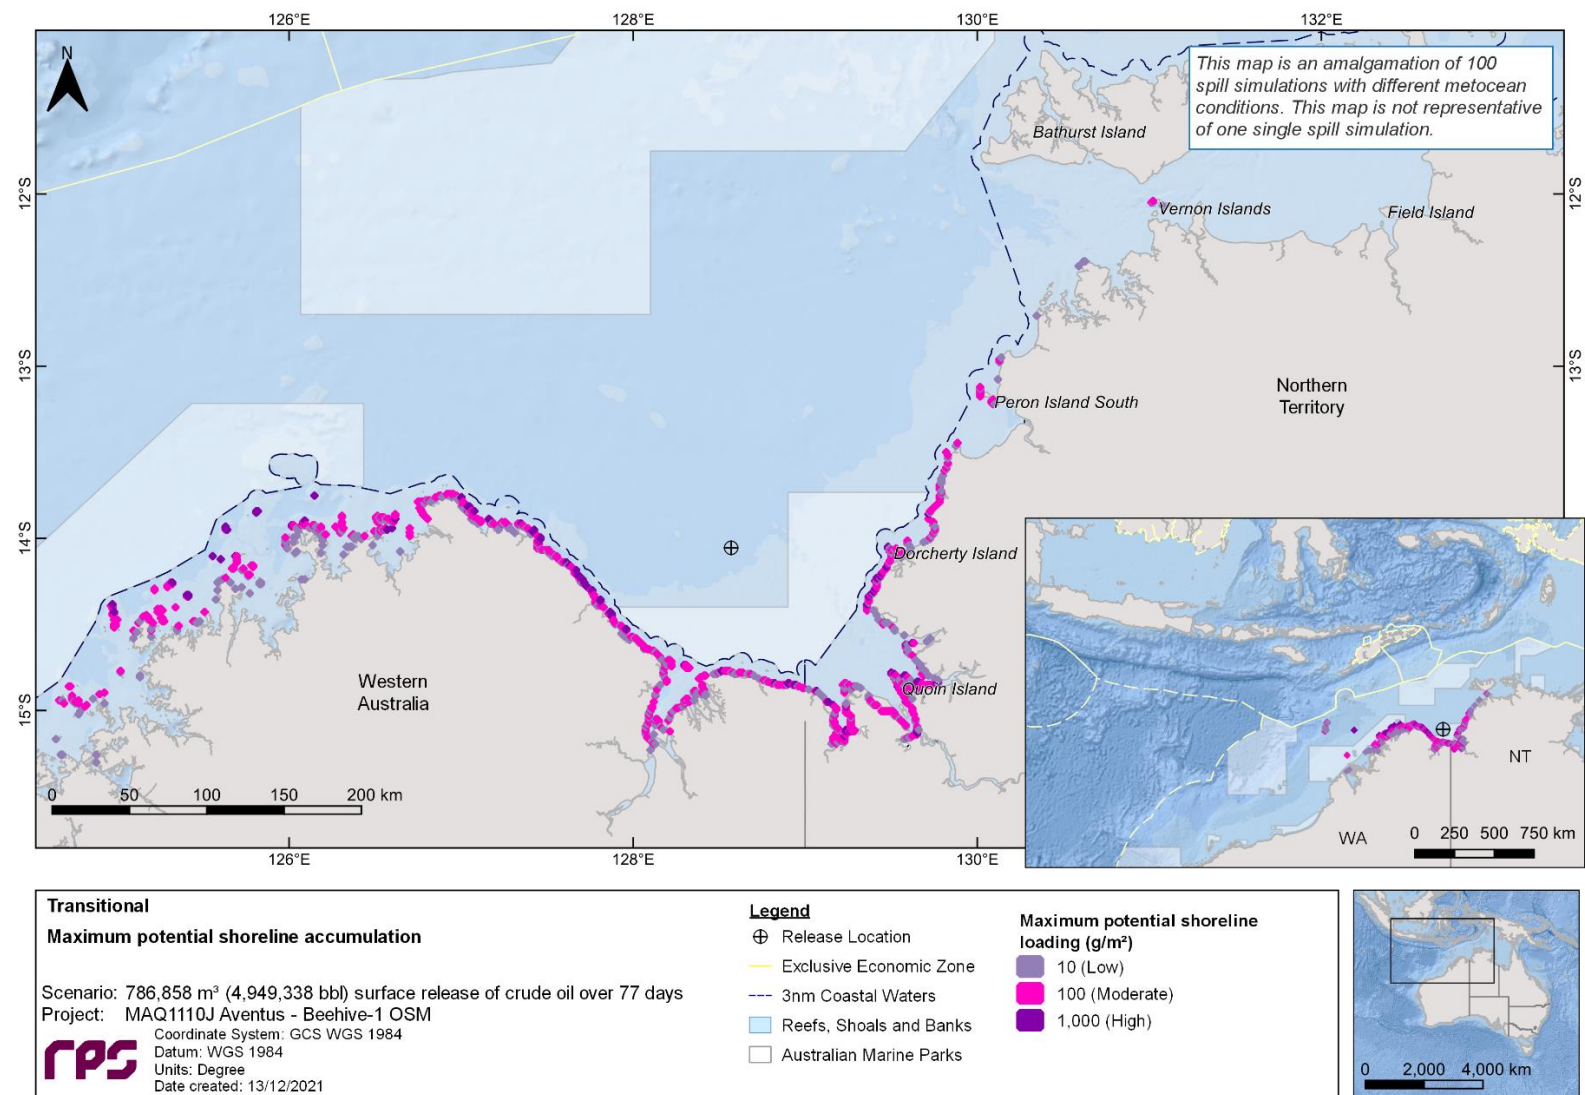 126°E
128°E
130°E
132°E
N
This map is an amalgamation of 100
spill simulations with different metocean
conditions. This map is not representative
of one single spill simulation.
Bathurst Island
12°S
12°S
Vernon Islands
Field Island
13°S
13°S
Northern
Territory
Peron Island South
14°S
Dorcherty Island
Western
Australia
Quoin Island
15°S
0 50 100 150 200 km
NT
WA
0 250 500 750 km
126°E
128°E
130°E
Transitional
Maximum potential shoreline accumulation
Scenario: 786,858 m³ (4,949,338 bbl) surface release of crude oil over 77 days
Project: MAQ1110J Aventus - Beehive-1 OSM
rps
Coordinate System: GCS WGS 1984
Datum: WGS 1984
Units: Degree
Date created: 13/12/2021
Legend
Release Location
Exclusive Economic Zone
3nm Coastal Waters
Reefs, Shoals and Banks
Australian Marine Parks
Maximum potential shoreline
loading (g/m²)
10 (Low)
100 (Moderate)
1,000 (High)
0 2,000 4,000 km